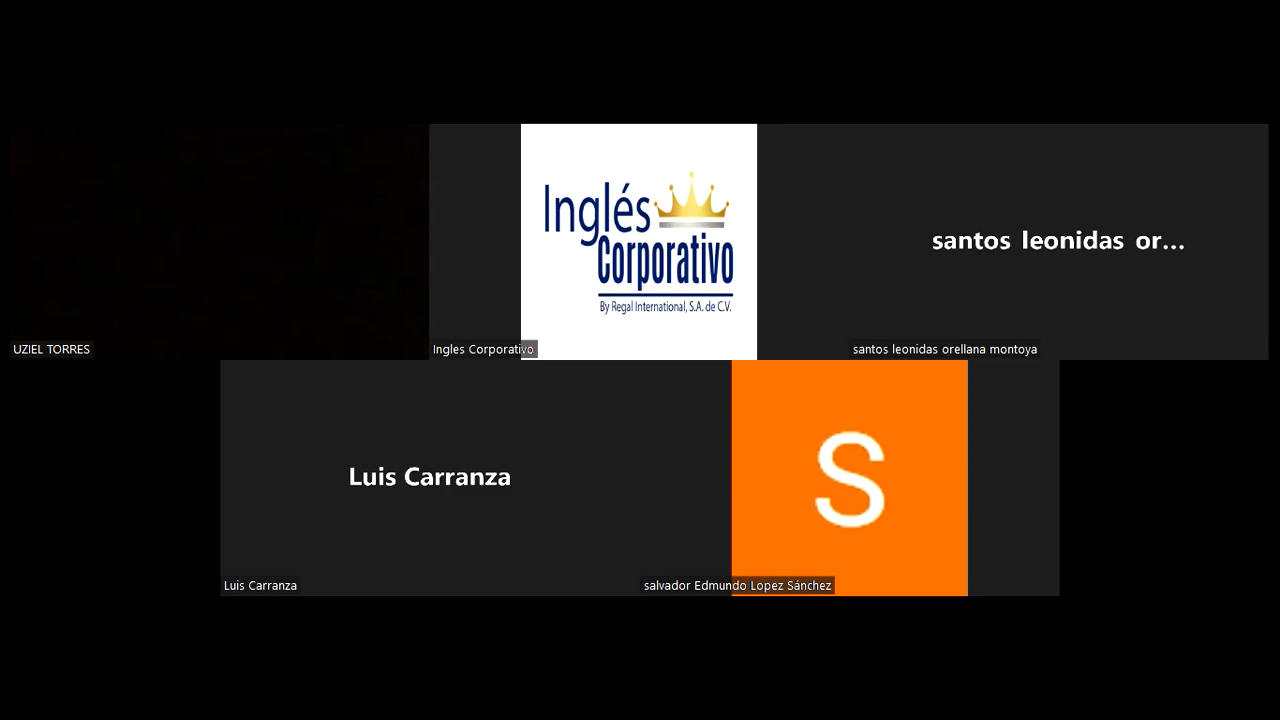 Inglés
Corporativo
By Regal International, S.A. de C.V.
santos leonidas or...
UZIEL TORRES
Ingles Corporativo
santos leonidas orellana montoya
Luis Carranza
S
Luis Carranza
salvador Edmundo Lopez Sánchez